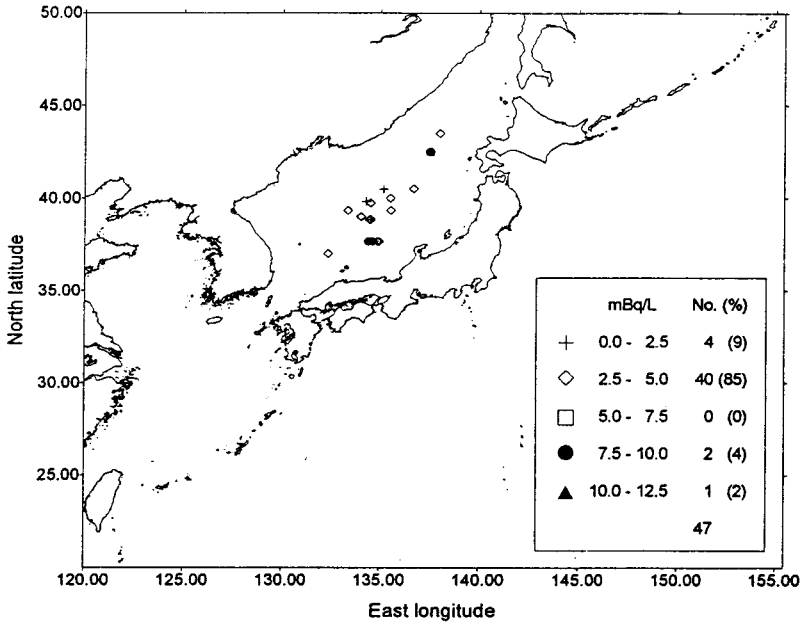 50.00
45.00
40.00
35.00
30.00
25.00
North latitude
120.00 125.00 130.00 135.00 140.00 145.00 150.00 155.00
East longitude
mBq/L No. (%)
0.0 - 2.5 4 (9)
2.5 - 5.0 40 (85)
5.0 - 7.5 0 (0)
7.5 - 10.0 2 (4)
10.0 - 12.5 1 (2)
47